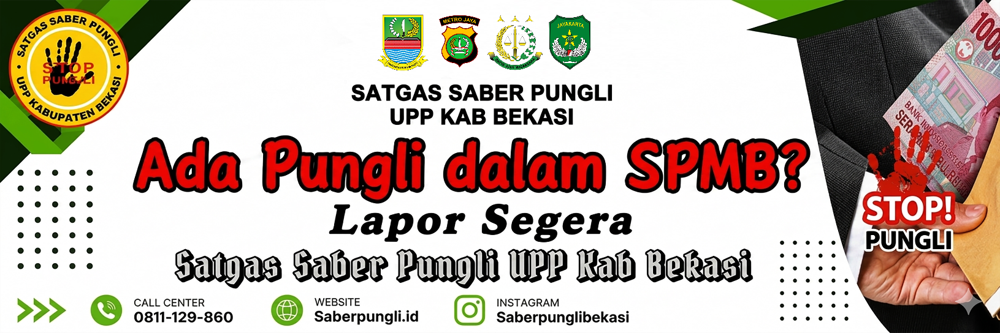 SATGAS SABER PUNGLI
STOP
PUNGLI
UPP KABUPATEN BEKASI
METRO JAYA
JAYAKARTA
SATGAS SABER PUNGLI
UPP KAB BEKASI
Ada Pungli dalam SPMB?
Lapor Segera
Satgas Saber Pungli UPP Kab Bekasi
CALL CENTER
0811-129-860
WEBSITE
Saberpungli.id
INSTAGRAM
Saberpunglibekasi
1000
BANK
STOP!
PUNGLI